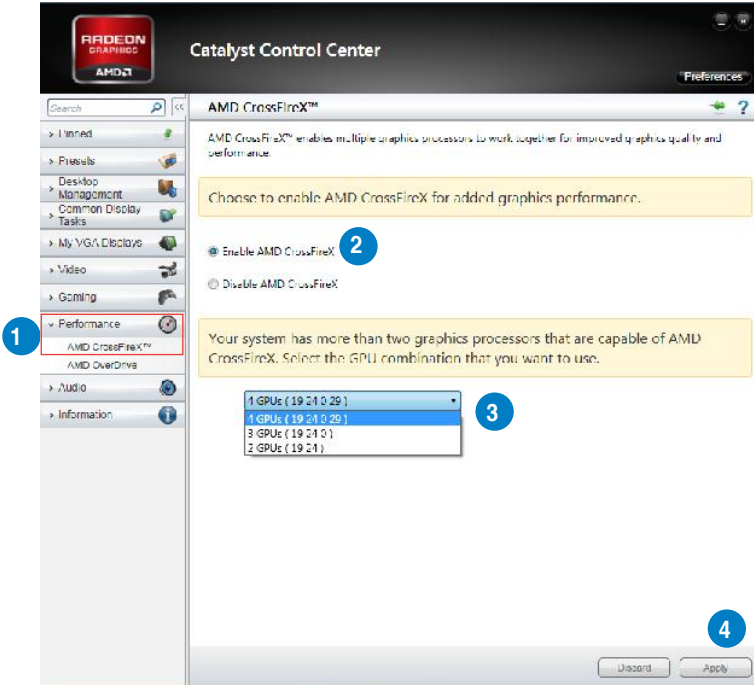 RADEON
GRAPHICS
AMD
Catalyst Control Center
Preferences
Search
<<
AMD CrossFireX™
?
> Pinned
AMD CrossFireX™ enables multiple graphics processors to work together for improved graphics quality and
performance.
> Presets
> Desktop
Management
Choose to enable AMD CrossFireX for added graphics performance.
> Common Display
Tasks
> My VGA Displays
Enable AMD CrossFireX
2
> Video
Disable AMD CrossFireX
> Gaming
1
Performance
AMD CrossFireX™
AMD OverDrive
Your system has more than two graphics processors that are capable of AMD
CrossFireX. Select the GPU combination that you want to use.
> Audio
> Information
4 GPUs ( 19 24 0 29 )
4 GPUs ( 19 24 0 29 )
3 GPUs ( 19 24 0 )
2 GPUs ( 19 24 )
3
4
Discard
Apply